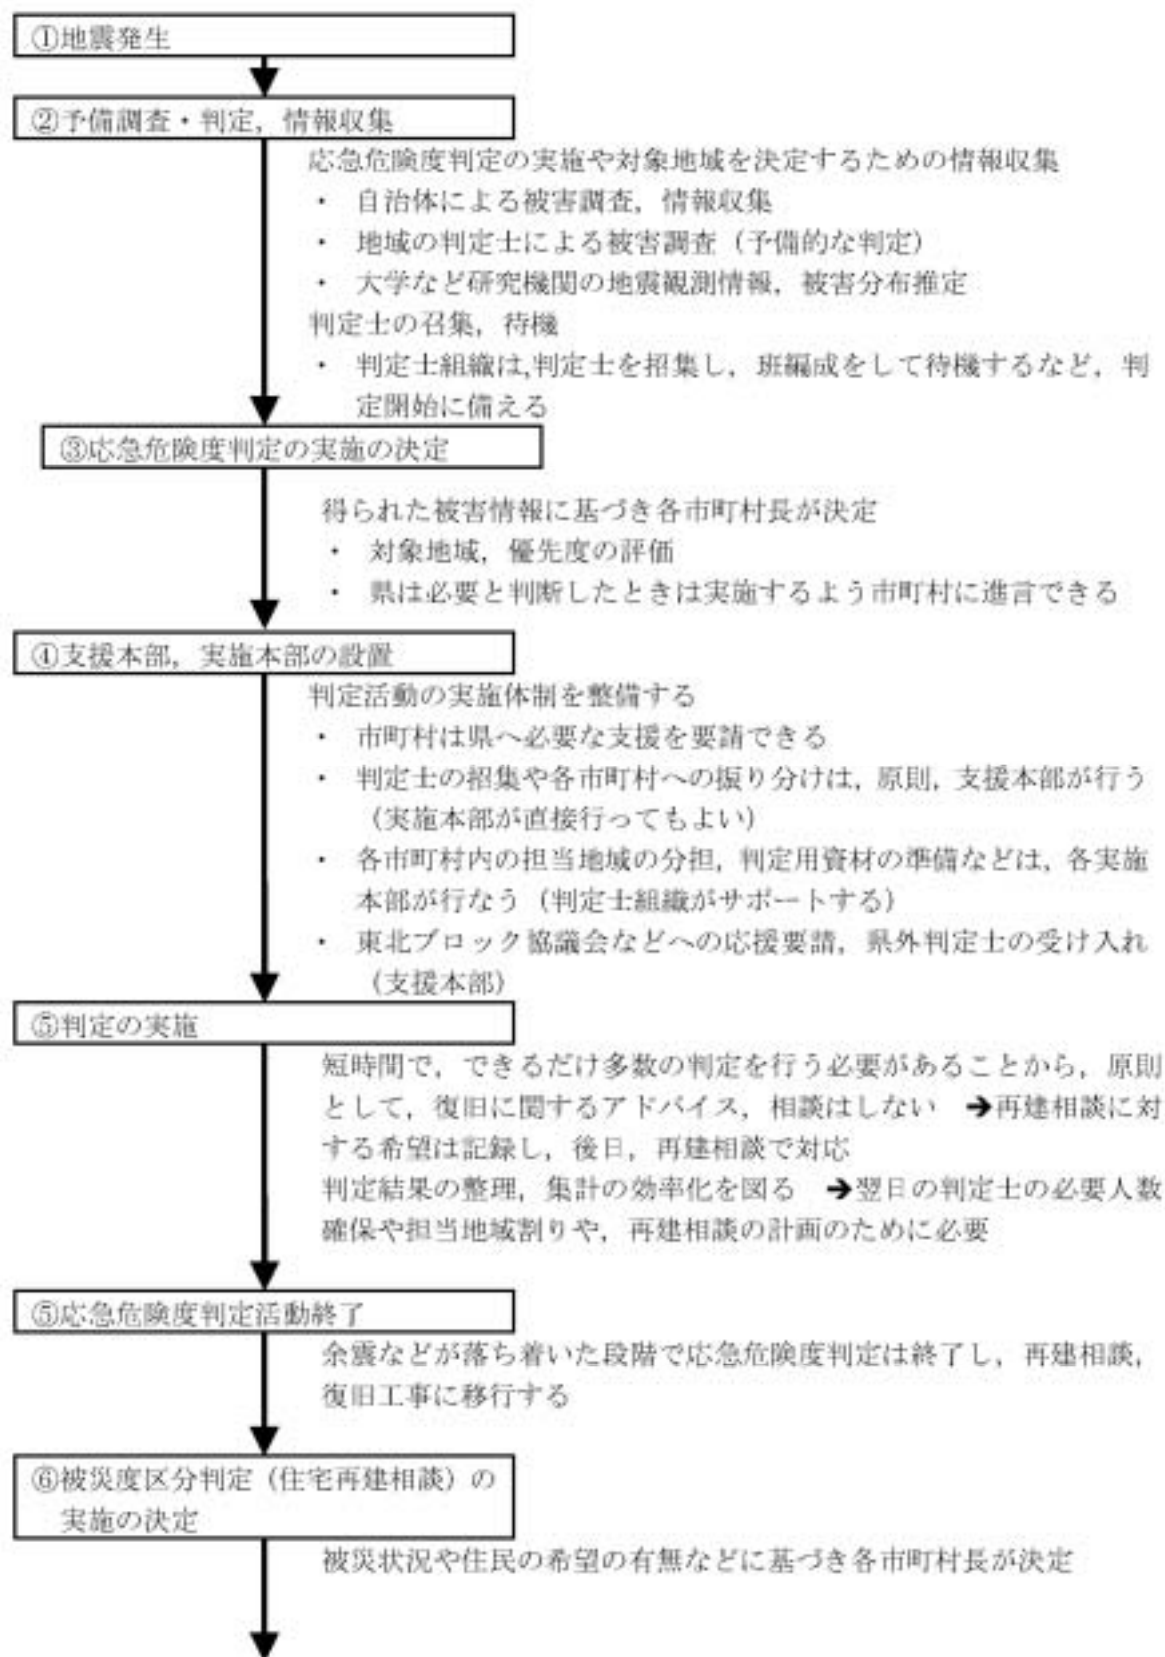 ①地震発生
②予備調査・判定，情報収集
応急危険度判定の実施や対象地域を決定するための情報収集
・ 自治体による被害調査，情報収集
・ 地域の判定士による被害調査（予備的な判定）
・ 大学など研究機関の地震観測情報，被害分布推定
判定士の召集，待機
・ 判定士組織は,判定士を招集し，班編成をして待機するなど，判
定開始に備える
③応急危険度判定の実施の決定
得られた被害情報に基づき各市町村長が決定
・ 対象地域，優先度の評価
・ 県は必要と判断したときは実施するよう市町村に進言できる
④支援本部，実施本部の設置
判定活動の実施体制を整備する
・ 市町村は県へ必要な支援を要請できる
・ 判定士の招集や各市町村への振り分けは，原則，支援本部が行う
（実施本部が直接行ってもよい）
・ 各市町村内の担当地域の分担，判定用資材の準備などは，各実施
本部が行なう（判定士組織がサポートする）
・ 東北ブロック協議会などへの応援要請，県外判定士の受け入れ
（支援本部）
⑤判定の実施
短時間で，できるだけ多数の判定を行う必要があることから，原則
として，復旧に関するアドバイス，相談はしない ➔再建相談に対
する希望は記録し，後日，再建相談で対応
判定結果の整理，集計の効率化を図る ➔翌日の判定士の必要人数
確保や担当地域割りや，再建相談の計画のために必要
⑤応急危険度判定活動終了
余震などが落ち着いた段階で応急危険度判定は終了し，再建相談，
復旧工事に移行する
⑥被災度区分判定（住宅再建相談）の
実施の決定
被災状況や住民の希望の有無などに基づき各市町村長が決定